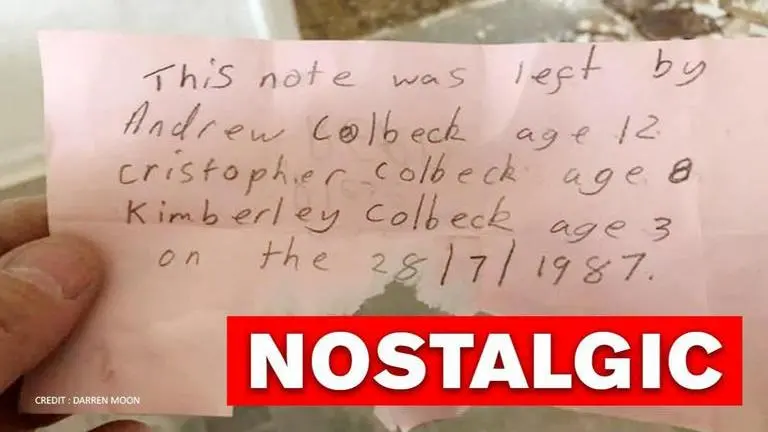 This note was left by
Andrew Colbeck age 12
cristopher Colbeck age 8
Kimberley Colbeck age 3
on the 28/7/1987.
NOSTALGIC
CREDIT : DARREN MOON